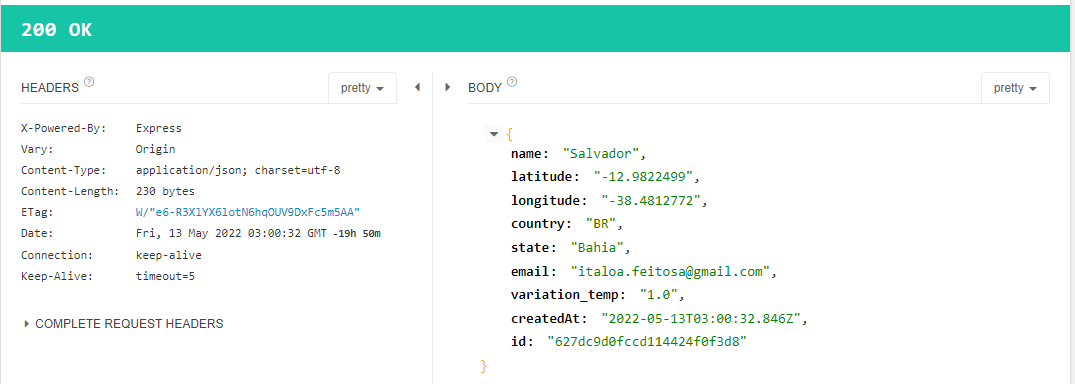 200 OK
HEADERS ?
pretty
X-Powered-By: Express
Vary: Origin
Content-Type: application/json; charset=utf-8
Content-Length: 230 bytes
ETag: W/"e6-R3XlYX6lotN6hqOUV9DxFc5m5AA"
Date: Fri, 13 May 2022 03:00:32 GMT -19h 50m
Connection: keep-alive
Keep-Alive: timeout=5
COMPLETE REQUEST HEADERS
BODY ?
pretty
{
name: "Salvador",
latitude: "-12.9822499",
longitude: "-38.4812772",
country: "BR",
state: "Bahia",
email: "italoa.feitosa@gmail.com",
variation_temp: "1.0",
createdAt: "2022-05-13T03:00:32.846Z",
id: "627dc9d0fccd114424f0f3d8"
}